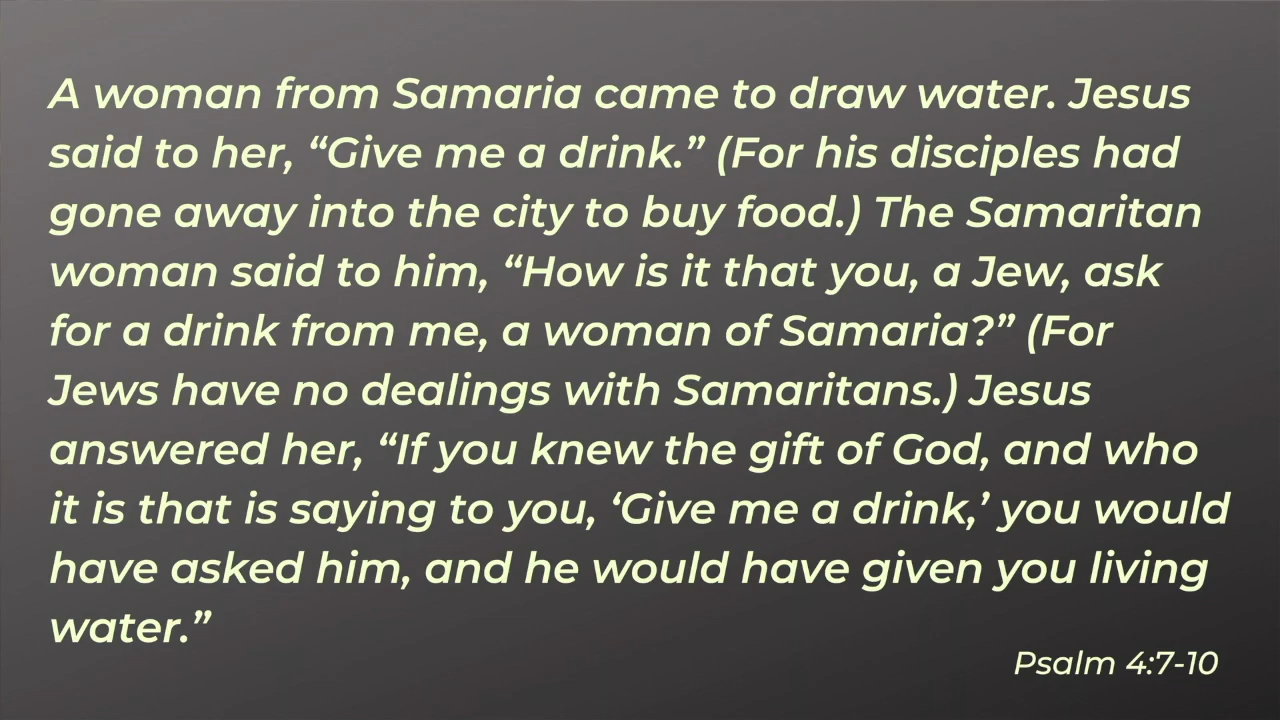 A woman from Samaria came to draw water. Jesus
said to her, “Give me a drink.” (For his disciples had
gone away into the city to buy food.) The Samaritan
woman said to him, “How is it that you, a Jew, ask
for a drink from me, a woman of Samaria?” (For
Jews have no dealings with Samaritans.) Jesus
answered her, “If you knew the gift of God, and who
it is that is saying to you, ‘Give me a drink,’ you would
have asked him, and he would have given you living
water.”
Psalm 4:7-10